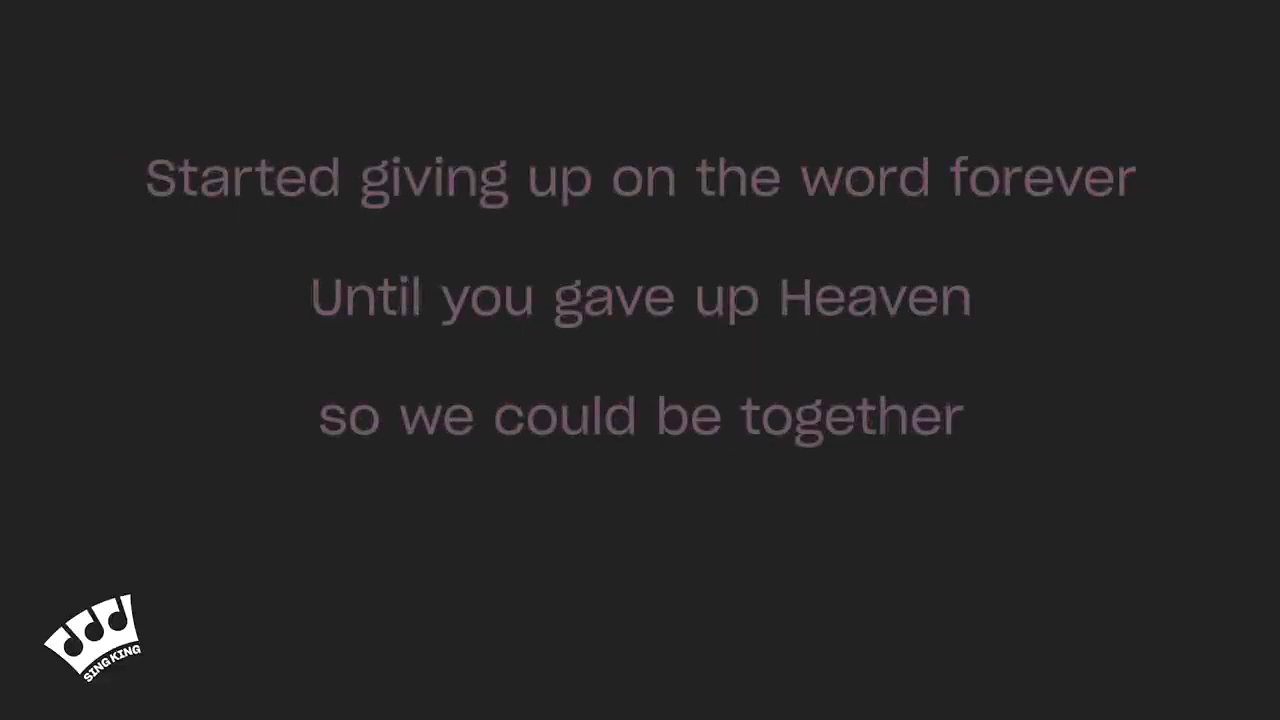 Started giving up on the word forever
Until you gave up Heaven
so we could be together
SING KING